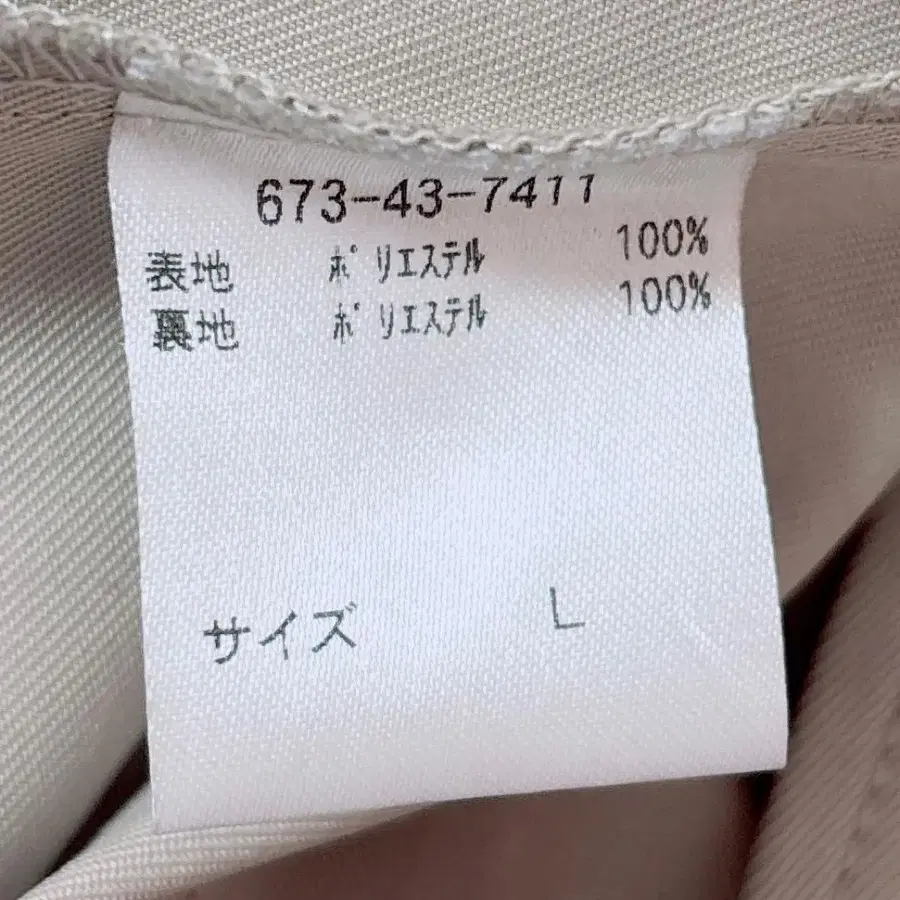 673-43-7411
表地 ﾎﾟﾘｴｽﾃﾙ 100%
裏地 ﾎﾟﾘｴｽﾃﾙ 100%
サイズ L